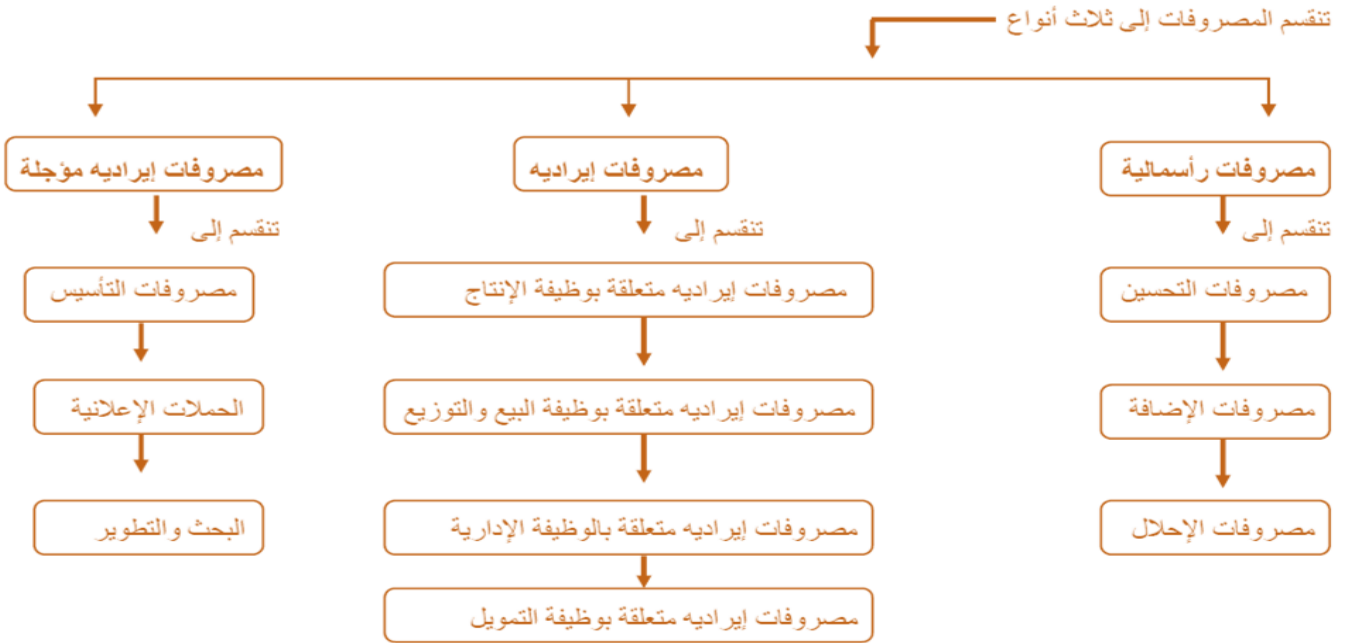 تنقسم المصروفات إلى ثلاث أنواع
مصروفات رأسمالية
مصروفات إيراديه
مصروفات إيراديه مؤجلة
تنقسم إلى
تنقسم إلى
تنقسم إلى
مصروفات التحسين
مصروفات إيراديه متعلقة بوظيفة الإنتاج
مصروفات التأسيس
مصروفات الإضافة
مصروفات إيراديه متعلقة بوظيفة البيع والتوزيع
الحملات الإعلانية
مصروفات الإحلال
مصروفات إيراديه متعلقة بالوظيفة الإدارية
البحث والتطوير
مصروفات إيراديه متعلقة بوظيفة التمويل